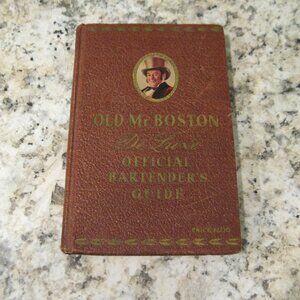 OLD Mr BOSTON
De Luxe
OFFICIAL
BARTENDER'S
GUIDE